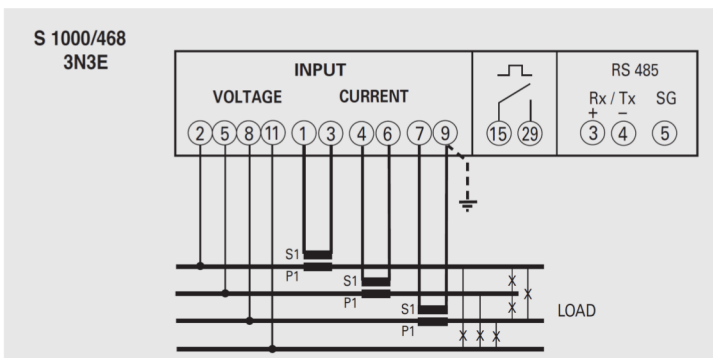 S 1000/468
3N3E
INPUT
VOLTAGE CURRENT
RS 485
Rx / Tx SG
+ –
2 5 8 11 1 3 4 6 7 9 15 29 3 4 5
S1
P1
S1
P1
S1
P1
LOAD